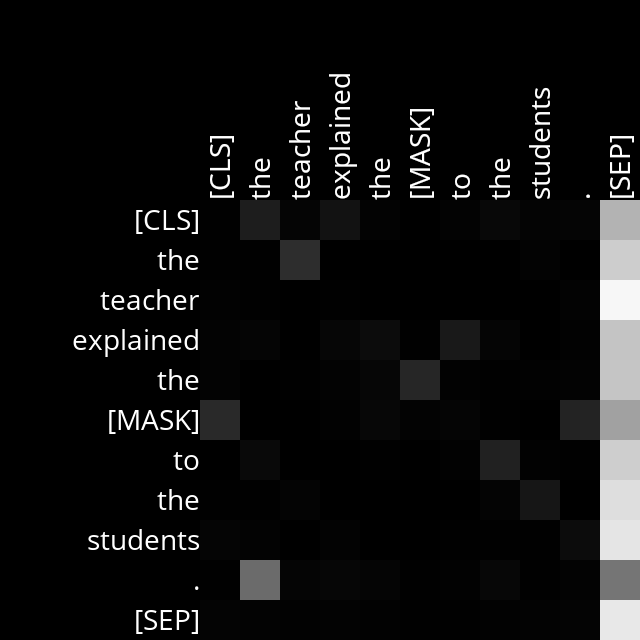 [CLS]
the
teacher
explained
the
[MASK]
to
the
students
.
[SEP]
[CLS]
the
teacher
explained
the
[MASK]
to
the
students
.
[SEP]